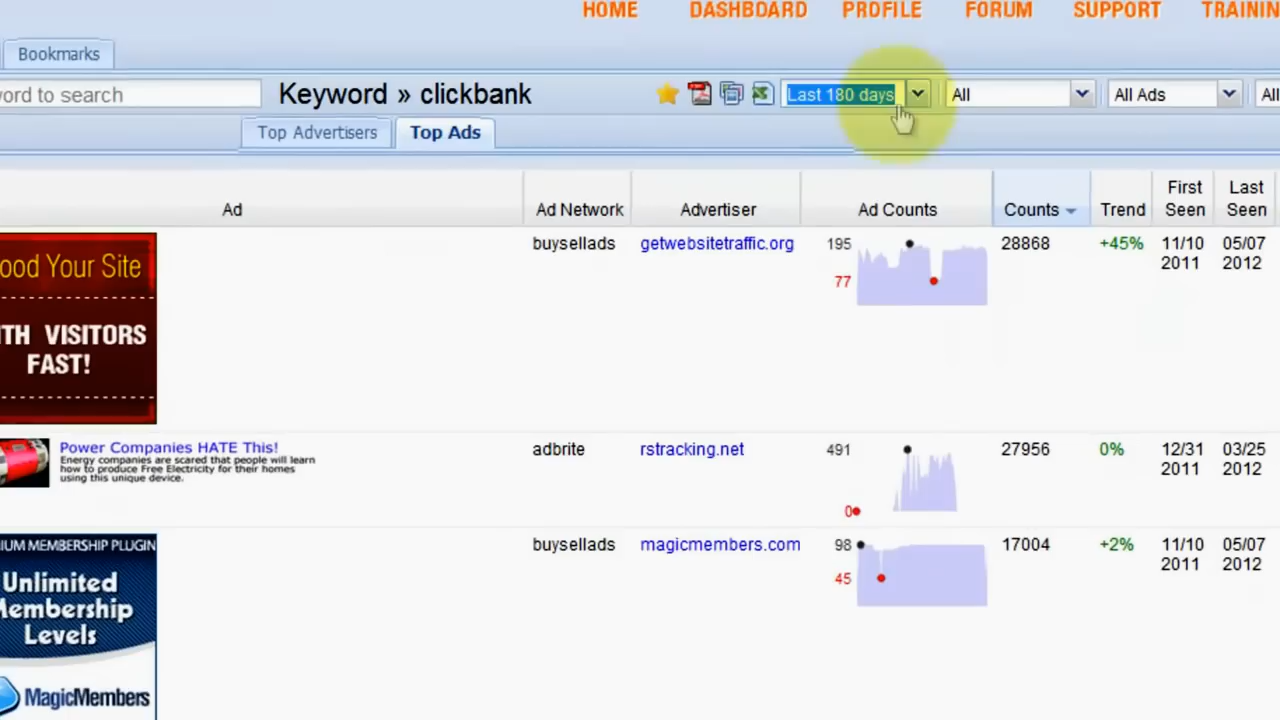 HOME DASHBOARD PROFILE FORUM SUPPORT TRAININ
Bookmarks
ord to search
Keyword » clickbank
Last 180 days
All
All Ads
All
Top Advertisers
Top Ads
Ad
Ad Network
Advertiser
Ad Counts
Counts
Trend
First
Seen
Last
Seen
ood Your Site
TH VISITORS
FAST!
buysellads
getwebsitetraffic.org
195
77
28868
+45%
11/10
2011
05/07
2012
Power Companies HATE This!
Energy companies are scared that people will learn
how to produce Free Electricity for their homes
using this unique device.
adbrite
rstracking.net
491
0
27956
0%
12/31
2011
03/25
2012
IUM MEMBERSHIP PLUGIN
Unlimited
Membership
Levels
MagicMembers
buysellads
magicmembers.com
98
45
17004
+2%
11/10
2011
05/07
2012